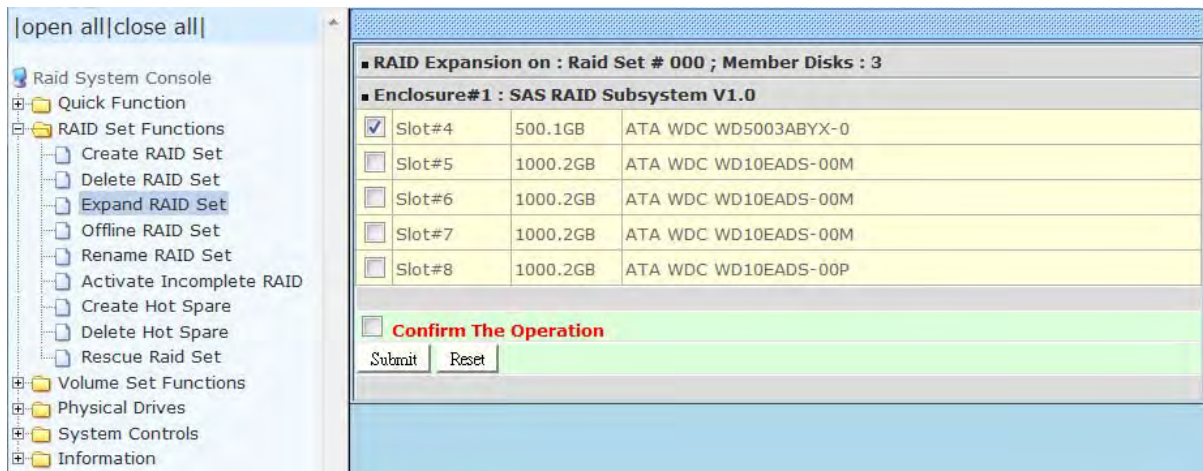 |open all|close all|
Raid System Console
Quick Function
RAID Set Functions
Create RAID Set
Delete RAID Set
Expand RAID Set
Offline RAID Set
Rename RAID Set
Activate Incomplete RAID
Create Hot Spare
Delete Hot Spare
Rescue Raid Set
Volume Set Functions
Physical Drives
System Controls
Information
RAID Expansion on : Raid Set # 000 ; Member Disks : 3
Enclosure#1 : SAS RAID Subsystem V1.0
Slot#4 500.1GB ATA WDC WD5003ABYX-0
Slot#5 1000.2GB ATA WDC WD10EADS-00M
Slot#6 1000.2GB ATA WDC WD10EADS-00M
Slot#7 1000.2GB ATA WDC WD10EADS-00M
Slot#8 1000.2GB ATA WDC WD10EADS-00P
Confirm The Operation
Submit Reset